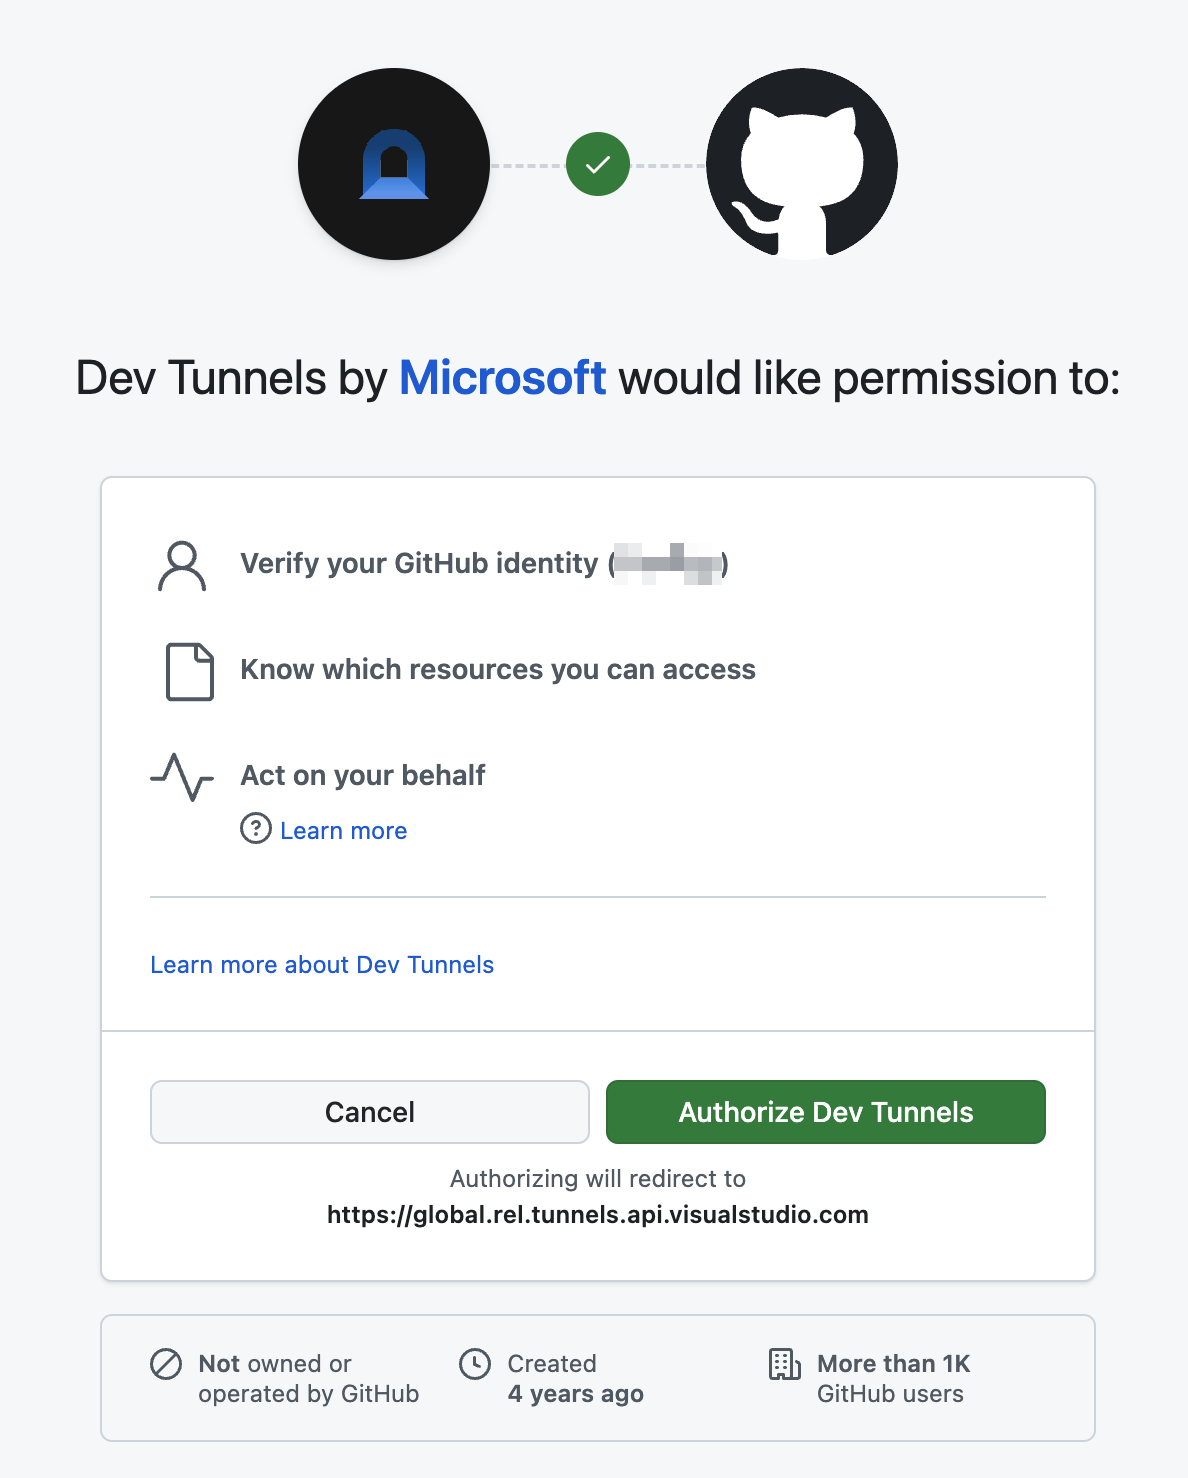 Dev Tunnels by Microsoft would like permission to:
Verify your GitHub identity ( )
Know which resources you can access
Act on your behalf
? Learn more
Learn more about Dev Tunnels
Cancel
Authorize Dev Tunnels
Authorizing will redirect to
https://global.rel.tunnels.api.visualstudio.com
Not owned or
operated by GitHub
Created
4 years ago
More than 1K
GitHub users